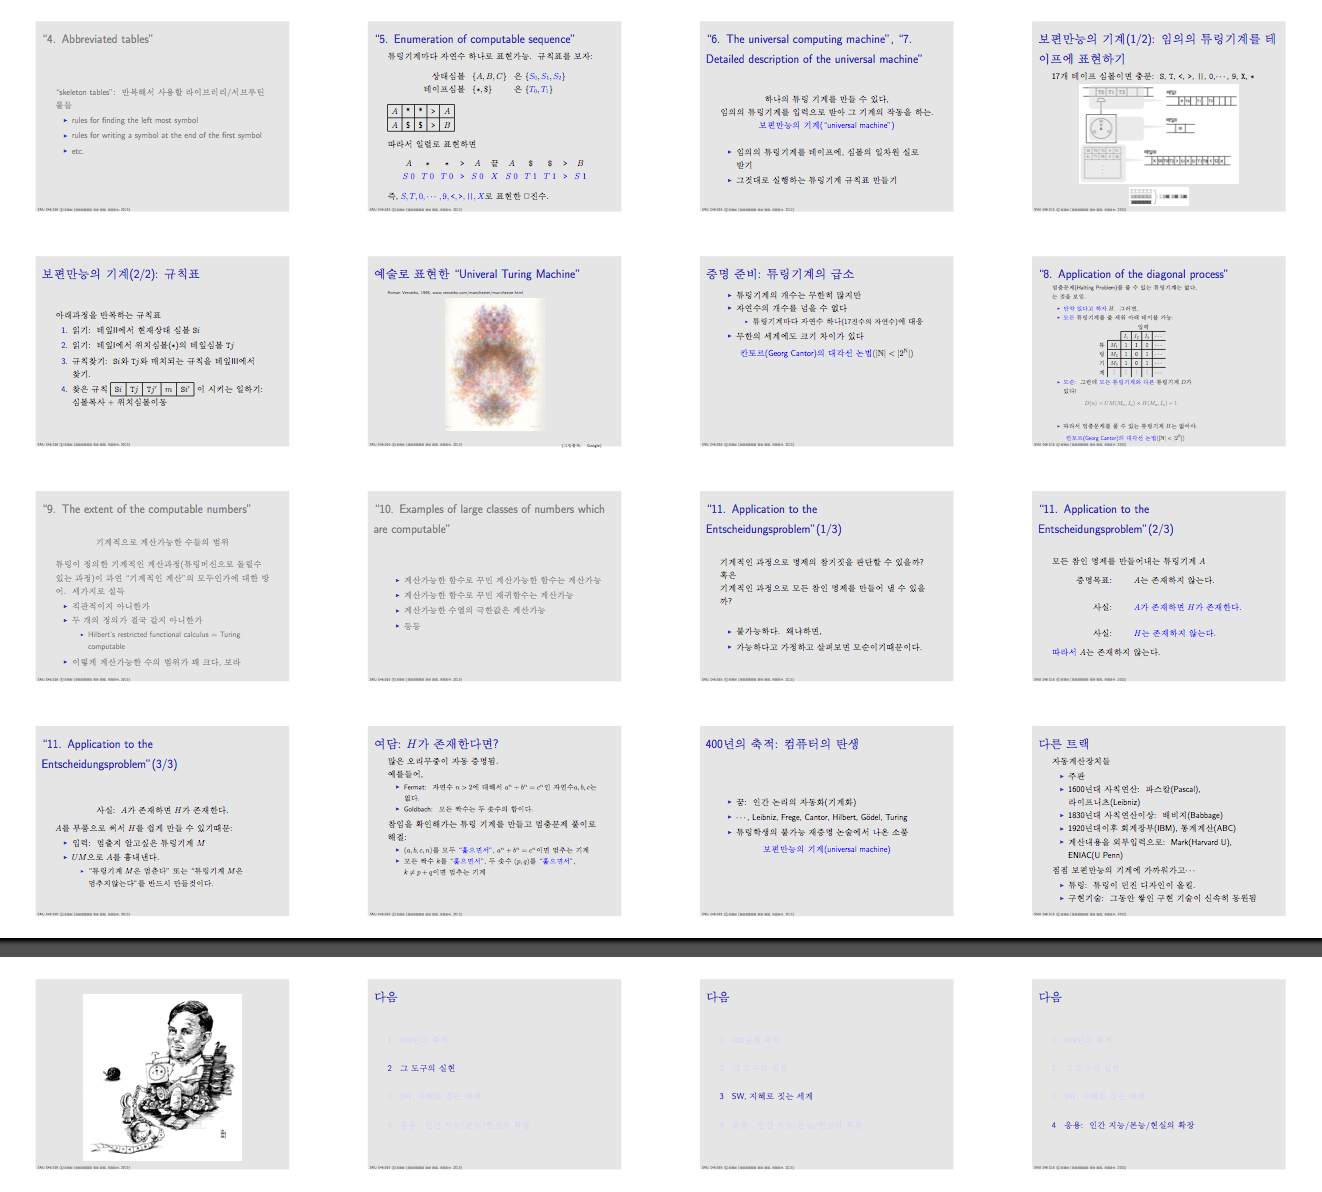 “4. Abbreviated tables”
“skeleton tables”: 반복해서 사용할 라이브러리/서브루틴
물들
▸ rules for finding the left most symbol
▸ rules for writing a symbol at the end of the first symbol
▸ etc.
“5. Enumeration of computable sequence”
튜링기계마다 자연수 하나로 표현가능. 규칙표를 보자:
상태심볼 {A, B, C} 은 {S₀, S₁, S₂}
테이프심볼 {*, $} 은 {T₀, T₁}
A * * > A
A $ $ > B
따라서 일렬로 표현하면
A * * > A 끝 A $ $ > B
S0 T0 T0 > S0 X S0 T1 T1 > S1
즉, S, T, 0, ⋯ , 9, <, >, ||, X로 표현한 □진수.
“6. The universal computing machine”, “7.
Detailed description of the universal machine”
하나의 튜링 기계를 만들 수 있다,
임의의 튜링기계를 입력으로 받아 그 기계의 작동을 하는.
보편만능의 기계(“universal machine”)
▸ 임의의 튜링기계를 테이프에, 심볼의 일차원 실로
받기
▸ 그것대로 실행하는 튜링기계 규칙표 만들기
보편만능의 기계(1/2): 임의의 튜링기계를 테
이프에 표현하기
17개 테이프 심볼이면 충분: S, T, <, >, ||, 0,⋯, 9, X, *
보편만능의 기계(2/2): 규칙표
아래과정을 반복하는 규칙표
1. 읽기: 테잎II에서 현재상태 심볼 Si
2. 읽기: 테잎I에서 위치심볼(*)의 테잎심볼 Tj
3. 규칙찾기: Si와 Tj와 매치되는 규칙을 테잎III에서
찾기.
4. 찾은 규칙 Si Tj Tj′ m Si′ 이 시키는 일하기:
심볼복사 + 위치심볼이동
예술로 표현한 “Univeral Turing Machine”
Roman Verostko, 1998, www.verostko.com/manchester/manchester.html
(그림출처: Google)
증명 준비: 튜링기계의 급소
▸ 튜링기계의 개수는 무한히 많지만
▸ 자연수의 개수를 넘을 수 없다
▸ 튜링기계마다 자연수 하나(17진수의 자연수)에 대응
▸ 무한의 세계에도 크기 차이가 있다
칸토르(Georg Cantor)의 대각선 논법(|N| < |2ᴺ|)
“8. Application of the diagonal process”
멈춤문제(Halting Problem)를 풀 수 있는 튜링기계는 없다.
는 것을 보임.
▸ 만약 있다고 하자 H. 그러면,
▸ 모든 튜링기계를 줄 세워 아래 테이블 가능:
입력
I₁ I₂ I₃ ⋯
튜 M₁ 1 1 0 ⋯
링 M₂ 1 0 1 ⋯
기 M₃ 1 0 1 ⋯
계 ⋮ ⋮ ⋮ ⋮
▸ 모순: 그런데 모든 튜링기계와 다른 튜링기계 D가
있다!
D(n) = UM(Mₙ, Iₙ) × H(Mₙ, Iₙ) + 1
▸ 따라서 멈춤문제를 풀 수 있는 튜링기계 H는 없어야.
칸토르(Georg Cantor)의 대각선 논법(|N| < |2ᴺ|)
“9. The extent of the computable numbers”
기계적으로 계산가능한 수들의 범위
튜링이 정의한 기계적인 계산과정(튜링머신으로 돌릴수
있는 과정)이 과연 “기계적인 계산”의 모두인가에 대한 방
어. 세가지로 설득
▸ 직관적이지 아니한가
▸ 두 개의 정의가 결국 같지 아니한가
▸ Hilbert's restricted functional calculus = Turing
computable
▸ 이렇게 계산가능한 수의 범위가 꽤 크다, 보라
“10. Examples of large classes of numbers which
are computable”
▸ 계산가능한 함수로 꾸민 계산가능한 함수는 계산가능
▸ 계산가능한 함수로 꾸민 재귀함수는 계산가능
▸ 계산가능한 수열의 극한값은 계산가능
▸ 등등
“11. Application to the
Entscheidungsproblem”(1/3)
기계적인 과정으로 명제의 참거짓을 판단할 수 있을까?
혹은
기계적인 과정으로 모든 참인 명제를 만들어 낼 수 있을
까?
▸ 불가능하다. 왜냐하면,
▸ 가능하다고 가정하고 살펴보면 모순이기때문이다.
“11. Application to the
Entscheidungsproblem”(2/3)
모든 참인 명제를 만들어내는 튜링기계 A
증명목표: A는 존재하지 않는다.
사실: A가 존재하면 H가 존재한다.
사실: H는 존재하지 않는다.
따라서 A는 존재하지 않는다.
“11. Application to the
Entscheidungsproblem”(3/3)
사실: A가 존재하면 H가 존재한다.
A를 부품으로 써서 H를 쉽게 만들 수 있기때문:
▸ 입력: 멈출지 알고싶은 튜링기계 M
▸ UM으로 A를 흉내낸다.
▸ “튜링기계 M은 멈춘다” 또는 “튜링기계 M은
멈추지않는다”를 반드시 만들것이다.
여담: H가 존재한다면?
많은 오리무중이 자동 증명됨.
예를들어,
▸ Fermat: 자연수 n > 2에 대해서 aⁿ + bⁿ = cⁿ인 자연수a, b, c는
없다.
▸ Goldbach: 모든 짝수는 두 솟수의 합이다.
참임을 확인해가는 튜링 기계를 만들고 멈춤문제 풀이로
해결:
▸ (a, b, c, n)를 모두 “훑으면서”, aⁿ + bⁿ = cⁿ이면 멈추는 기계
▸ 모든 짝수 k를 “훑으면서”, 두 솟수 (p, q)를 “훑으면서”,
k ≠ p + q이면 멈추는 기계
400년의 축적: 컴퓨터의 탄생
▸ 꿈: 인간 논리의 자동화(기계화)
▸ ⋯, Leibniz, Frege, Cantor, Hilbert, Gödel, Turing
▸ 튜링학생의 불가능 재증명 논술에서 나온 소품
보편만능의 기계(universal machine)
다른 트랙
자동계산장치들
▸ 주판
▸ 1600년대 사칙연산: 파스칼(Pascal),
라이프니츠(Leibniz)
▸ 1830년대 사칙연산이상: 배비지(Babbage)
▸ 1920년대이후 회계장부(IBM), 통계계산(ABC)
▸ 계산내용을 외부입력으로: Mark(Harvard U),
ENIAC(U Penn)
점점 보편만능의 기계에 가까워가고⋯
▸ 튜링: 튜링이 던진 디자인이 올킬.
▸ 구현기술: 그동안 쌓인 구현 기술이 신속히 동원됨
다음
1 400년의 축적
2 그 도구의 실현
3 SW, 지혜로 짓는 세계
4 응용: 인간 지능/본능/현실의 확장
다음
1 400년의 축적
2 그 도구의 실현
3 SW, 지혜로 짓는 세계
4 응용: 인간 지능/본능/현실의 확장
다음
1 400년의 축적
2 그 도구의 실현
3 SW, 지혜로 짓는 세계
4 응용: 인간 지능/본능/현실의 확장